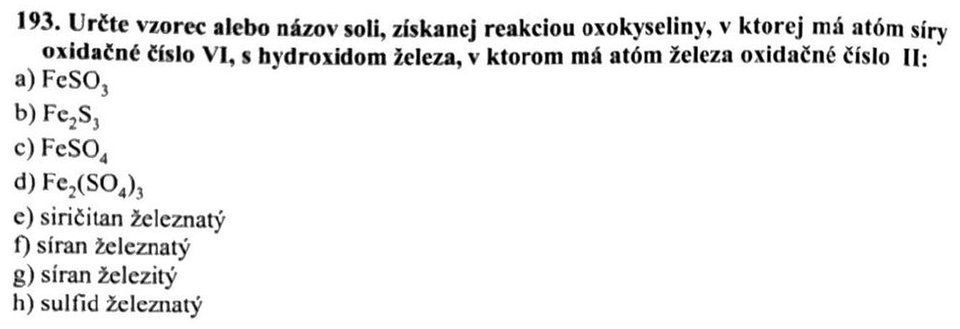 193. Určte vzorec alebo názov soli, získanej reakciou oxokyseliny, v ktorej má atóm síry
oxidačné číslo VI, s hydroxidom železa, v ktorom má atóm železa oxidačné číslo II:
a) FeSO₃
b) Fe₂S₃
c) FeSO₄
d) Fe₂(SO₄)₃
e) siričitan železnatý
f) síran železnatý
g) síran železitý
h) sulfid železnatý